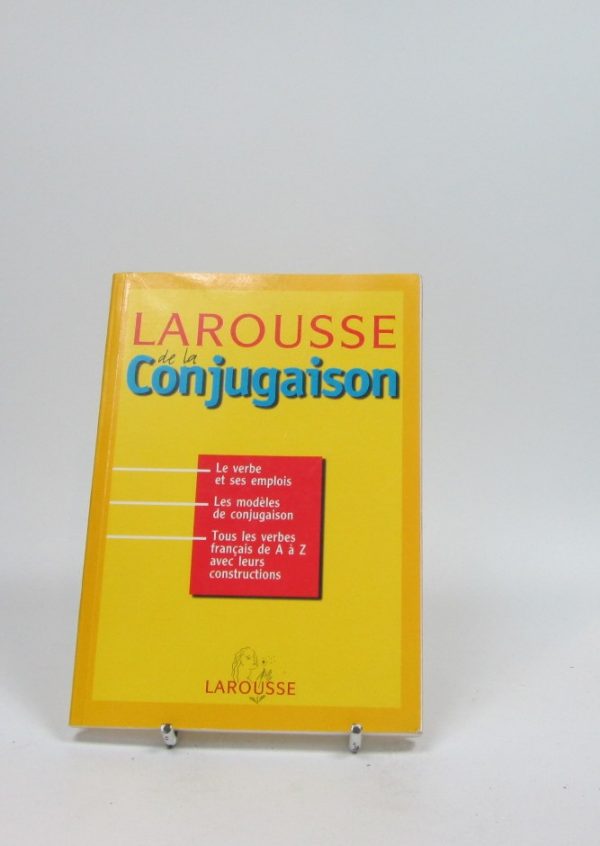 LAROUSSE
de la
Conjugaison
Le verbe
et ses emplois
Les modèles
de conjugaison
Tous les verbes
français de A à Z
avec leurs
constructions
LAROUSSE